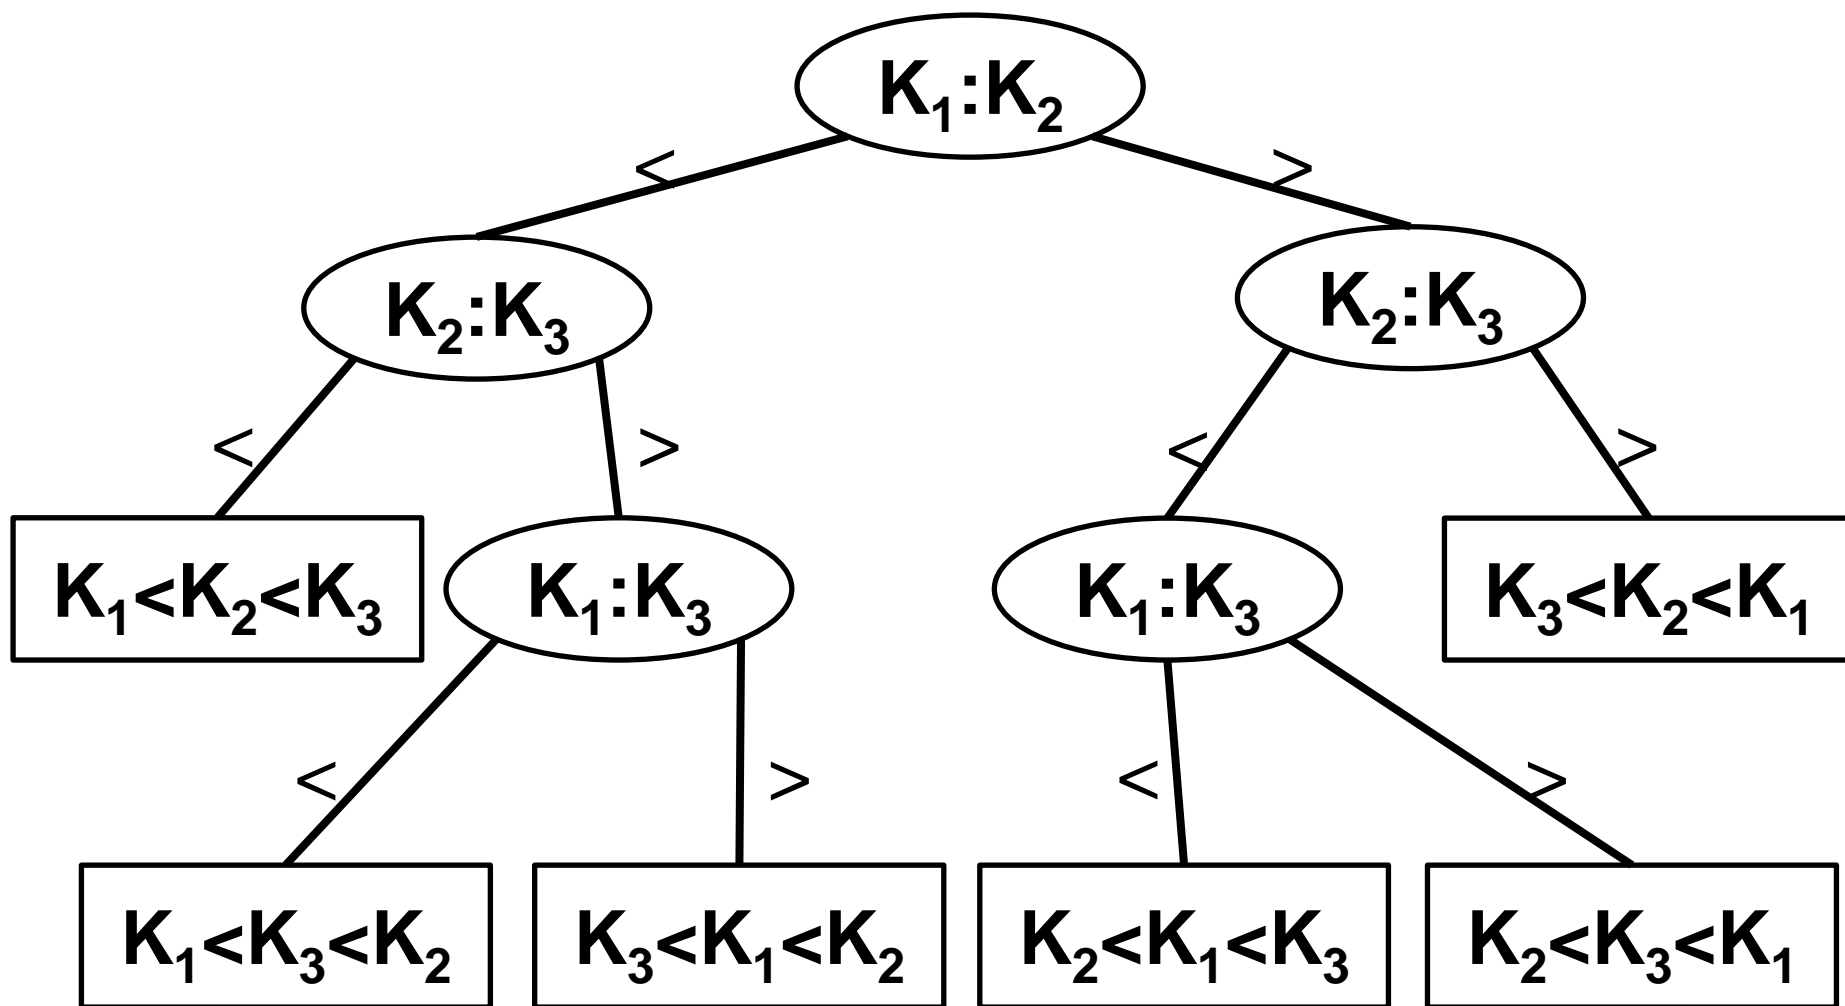 K₁:K₂
<
>
K₂:K₃
K₂:K₃
<
>
<
>
K₁<K₂<K₃
K₁:K₃
K₁:K₃
K₃<K₂<K₁
<
>
<
>
K₁<K₃<K₂
K₃<K₁<K₂
K₂<K₁<K₃
K₂<K₃<K₁